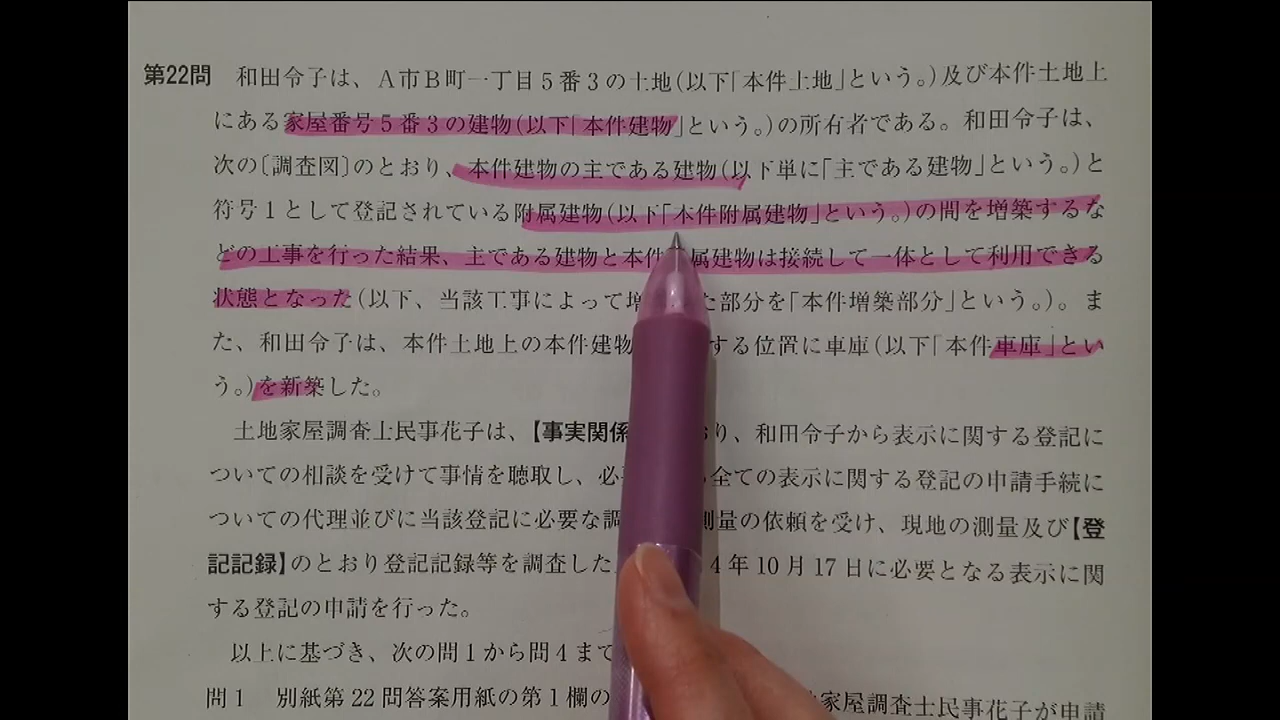 第22問 和田令子は、A市B町一丁目5番3の土地(以下「本件土地」という。)及び本件土地上
にある家屋番号5番3の建物(以下「本件建物」という。)の所有者である。和田令子は、
次の〔調査図〕のとおり、本件建物の主である建物(以下単に「主である建物」という。)と
符号1として登記されている附属建物(以下「本件附属建物」という。)の間を増築するな
どの工事を行った結果、主である建物と本件 属建物は接続して一体として利用できる
状態となった(以下、当該工事によって増 た部分を「本件増築部分」という。)。ま
た、和田令子は、本件土地上の本件建物 する位置に車庫(以下「本件車庫」とい
う。)を新築した。
土地家屋調査士民事花子は、【事実関係 り、和田令子から表示に関する登記に
ついての相談を受けて事情を聴取し、必 全ての表示に関する登記の申請手続に
ついての代理並びに当該登記に必要な調 測量の依頼を受け、現地の測量及び【登
記記録】のとおり登記記録等を調査した 4年10月17日に必要となる表示に関
する登記の申請を行った。
以上に基づき、次の問1から問4まで
問1 別紙第22問答案用紙の第1欄の 家屋調査士民事花子が申請